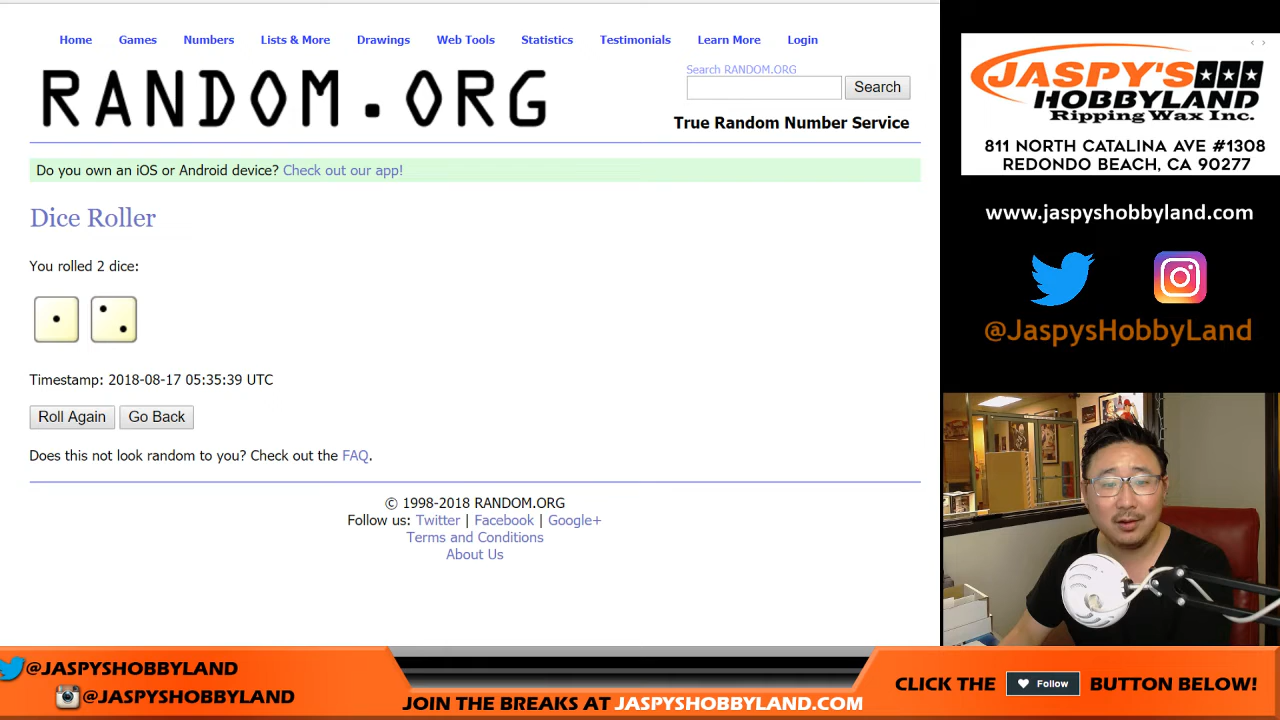 Home Games Numbers Lists & More Drawings Web Tools Statistics Testimonials Learn More Login
RANDOM.ORG
Search RANDOM.ORG
Search
True Random Number Service
Do you own an iOS or Android device? Check out our app!
Dice Roller
You rolled 2 dice:
Timestamp: 2018-08-17 05:35:39 UTC
Roll Again Go Back
Does this not look random to you? Check out the FAQ.
© 1998-2018 RANDOM.ORG
Follow us: Twitter | Facebook | Google+
Terms and Conditions
About Us
JASPY'S
HOBBYLAND
Ripping Wax Inc.
811 NORTH CATALINA AVE #1308
REDONDO BEACH, CA 90277
www.jaspyshobbyland.com
@JaspysHobbyLand
@JASPYSHOBBYLAND
@JASPYSHOBBYLAND
JOIN THE BREAKS AT JASPYSHOBBYLAND.COM
CLICK THE Follow BUTTON BELOW!